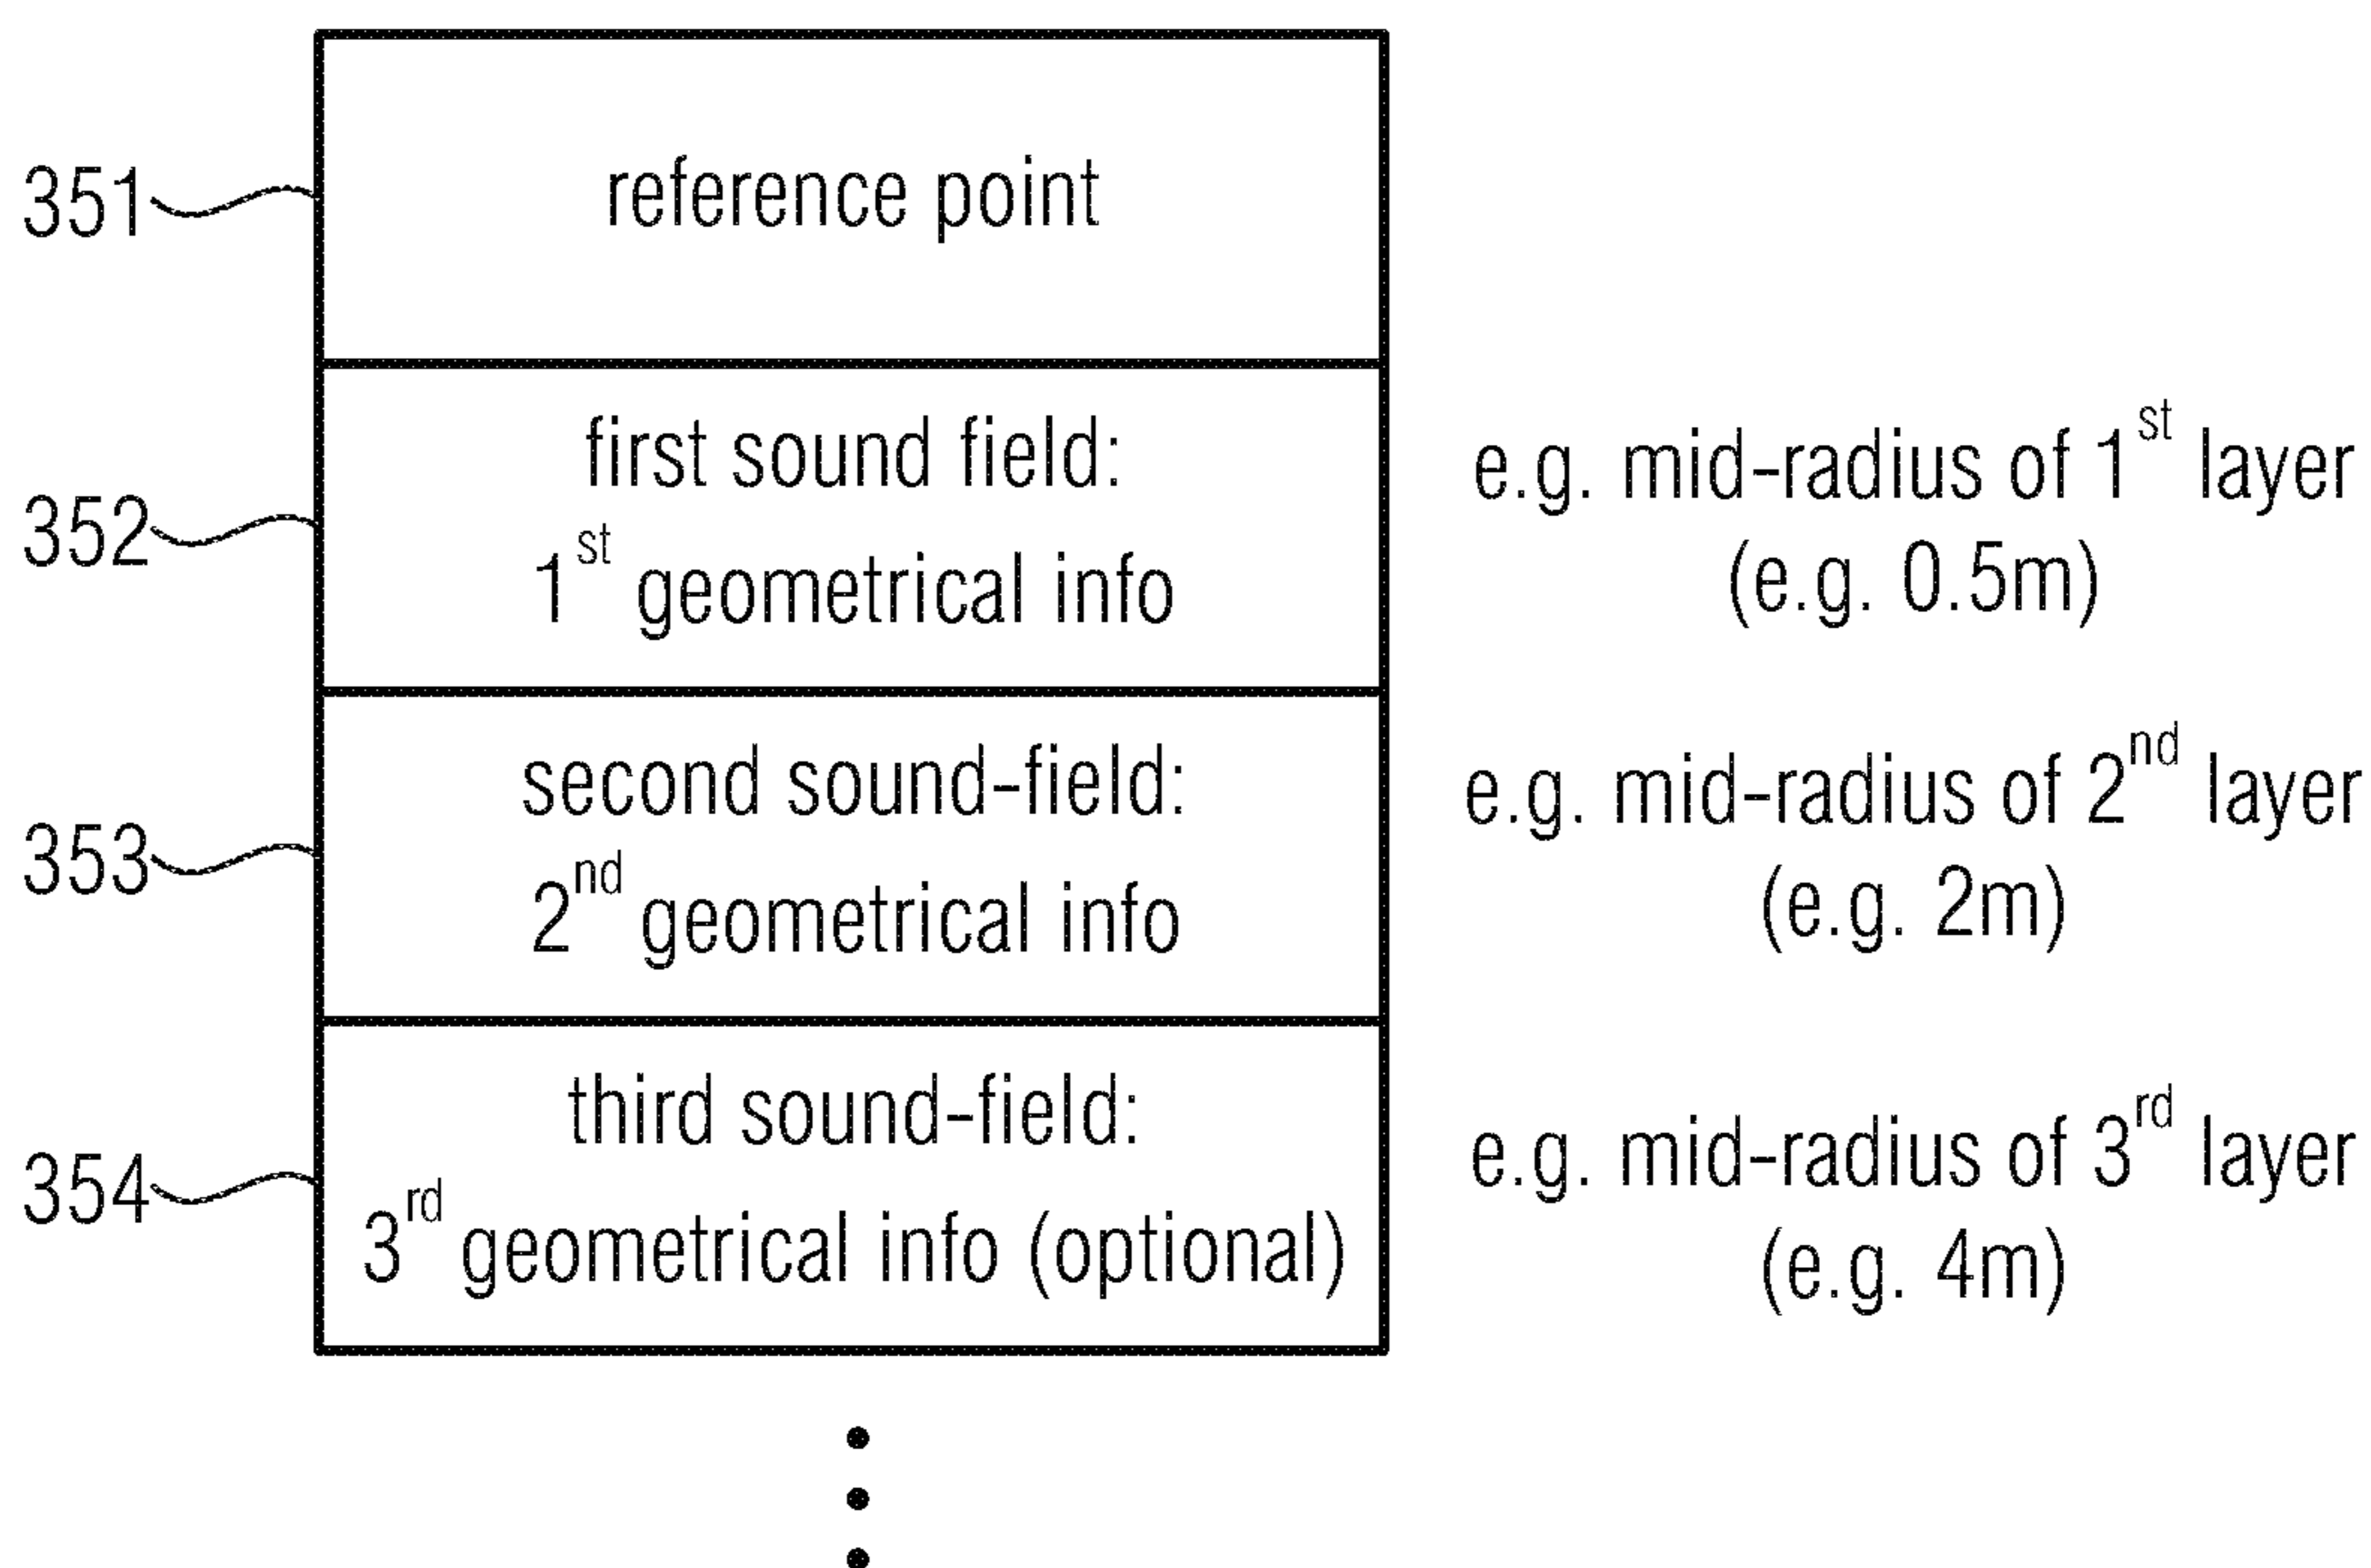 351
reference point
352
first sound field:
1st geometrical info
e.g. mid-radius of 1st layer
(e.g. 0.5m)
353
second sound-field:
2nd geometrical info
e.g. mid-radius of 2nd layer
(e.g. 2m)
354
third sound-field:
3rd geometrical info (optional)
e.g. mid-radius of 3rd layer
(e.g. 4m)